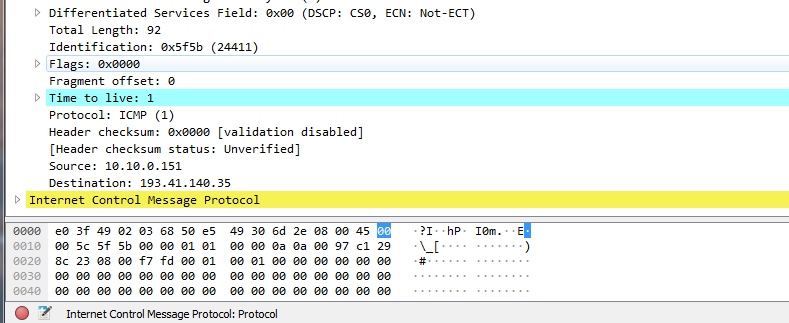 Differentiated Services Field: 0x00 (DSCP: CS0, ECN: Not-ECT)
Total Length: 92
Identification: 0x5f5b (24411)
Flags: 0x0000
Fragment offset: 0
Time to live: 1
Protocol: ICMP (1)
Header checksum: 0x0000 [validation disabled]
[Header checksum status: Unverified]
Source: 10.10.0.151
Destination: 193.41.140.35
Internet Control Message Protocol
0000 e0 3f 49 02 03 68 50 e5 49 30 6d 2e 08 00 45 00 ·?I··hP· I0m.··E·
0010 00 5c 5f 5b 00 00 01 01 00 00 0a 0a 00 97 c1 29 ·\_[···· ·······)
0020 8c 23 08 00 f7 fd 00 01 00 01 00 00 00 00 00 00 ·#······ ········
0030 00 00 00 00 00 00 00 00 00 00 00 00 00 00 00 00 ········ ········
0040 00 00 00 00 00 00 00 00 00 00 00 00 00 00 00 00 ········ ········
Internet Control Message Protocol: Protocol